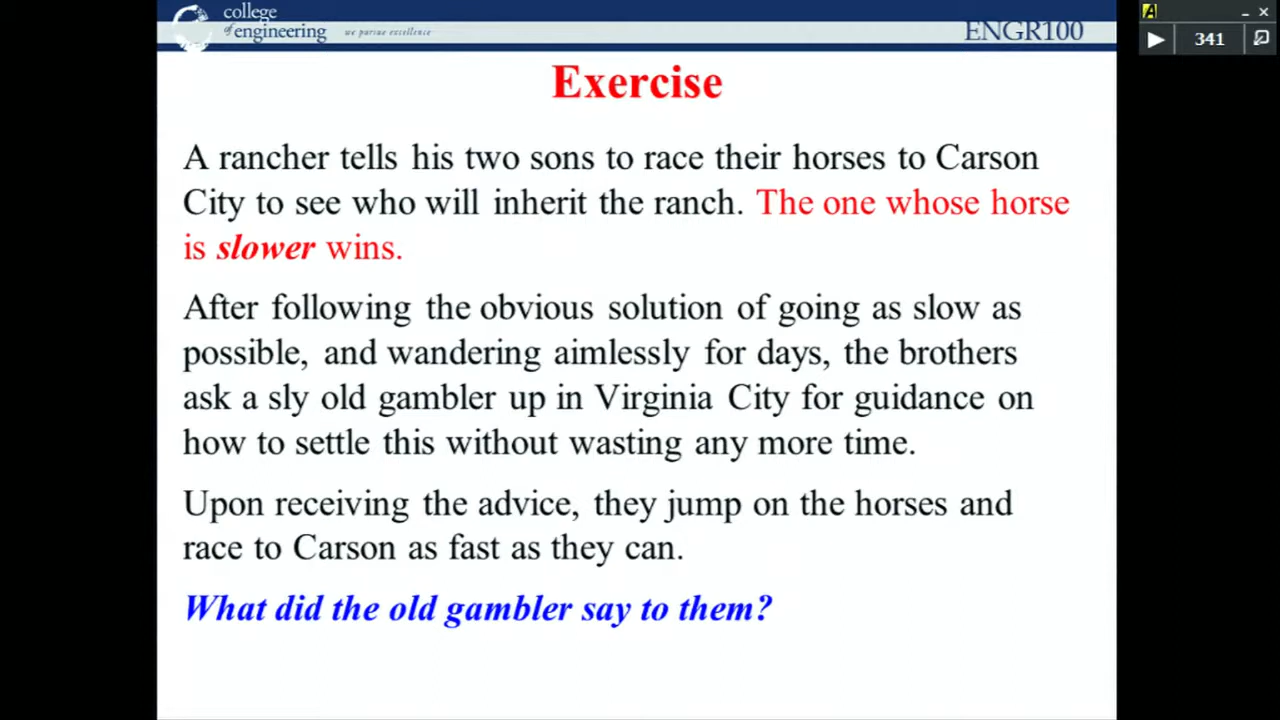 college
of engineering we pursue excellence
ENGR100
341
Exercise
A rancher tells his two sons to race their horses to Carson
City to see who will inherit the ranch. The one whose horse
is slower wins.
After following the obvious solution of going as slow as
possible, and wandering aimlessly for days, the brothers
ask a sly old gambler up in Virginia City for guidance on
how to settle this without wasting any more time.
Upon receiving the advice, they jump on the horses and
race to Carson as fast as they can.
What did the old gambler say to them?